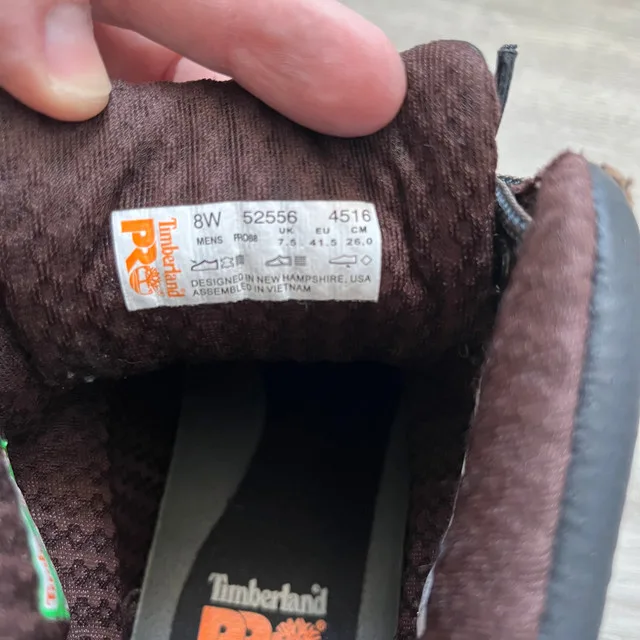 Timberland
PRO
8W 52556 4516
MENS PRO88 UK EU CM
7.5 41.5 26.0
DESIGNED IN NEW HAMPSHIRE, USA
ASSEMBLED IN VIETNAM
Timberland
PRO